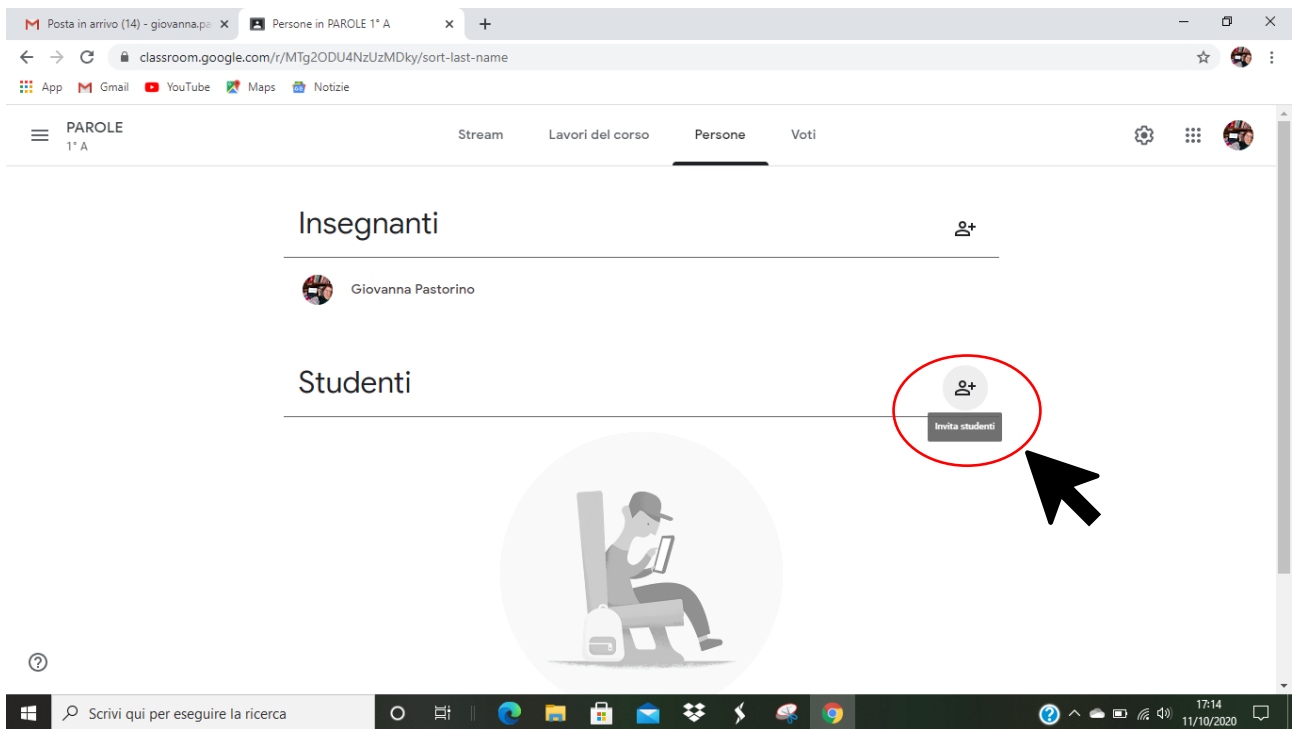 Posta in arrivo (14) - giovanna.pa
Persone in PAROLE 1° A
classroom.google.com/r/MTg2ODU4NzUzMDky/sort-last-name
App Gmail YouTube Maps Notizie
PAROLE
1° A
Stream Lavori del corso Persone Voti
Insegnanti
Giovanna Pastorino
Studenti
Invita studenti
Scrivi qui per eseguire la ricerca
17:14
11/10/2020